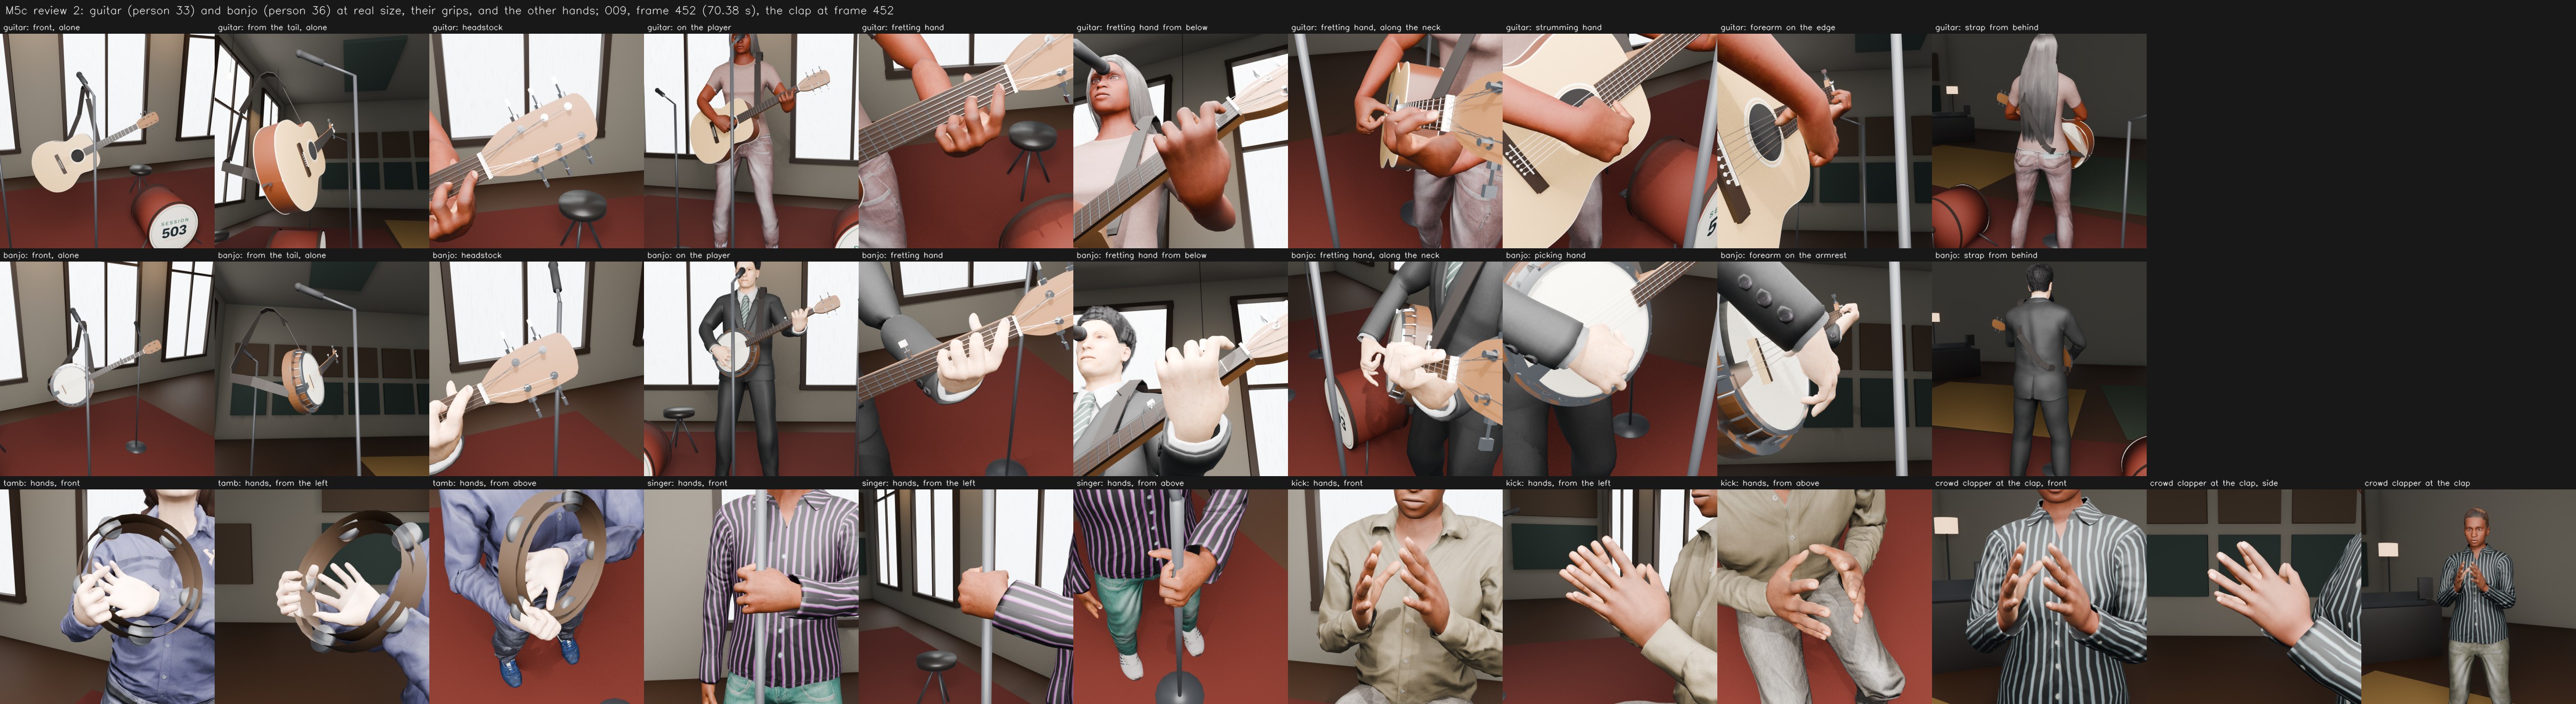 M5c review 2: guitar (person 33) and banjo (person 36) at real size, their grips, and the other hands; 009, frame 452 (70.38 s), the clap at frame 452
guitar: front, alone
guitar: from the tail, alone
guitar: headstock
guitar: on the player
guitar: fretting hand
guitar: fretting hand from below
guitar: fretting hand, along the neck
guitar: strumming hand
guitar: forearm on the edge
guitar: strap from behind
SESSION
503
banjo: front, alone
banjo: from the tail, alone
banjo: headstock
banjo: on the player
banjo: fretting hand
banjo: fretting hand from below
banjo: fretting hand, along the neck
banjo: picking hand
banjo: forearm on the armrest
banjo: strap from behind
tamb: hands, front
tamb: hands, from the left
tamb: hands, from above
singer: hands, front
singer: hands, from the left
singer: hands, from above
kick: hands, front
kick: hands, from the left
kick: hands, from above
crowd clapper at the clap, front
crowd clapper at the clap, side
crowd clapper at the clap